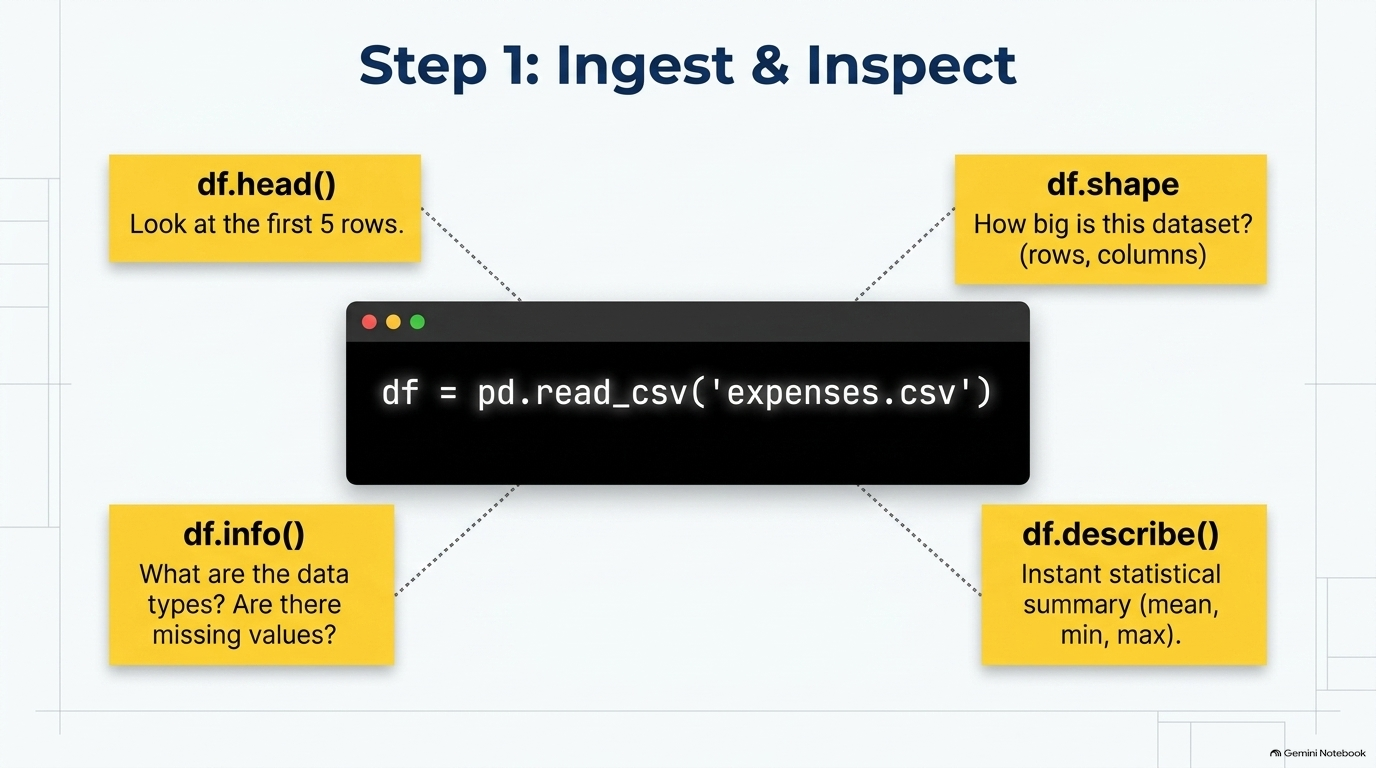 Step 1: Ingest & Inspect
df.head()
Look at the first 5 rows.
df.shape
How big is this dataset?
(rows, columns)
df = pd.read_csv('expenses.csv')
df.info()
What are the data
types? Are there
missing values?
df.describe()
Instant statistical
summary (mean,
min, max).
Gemini Notebook